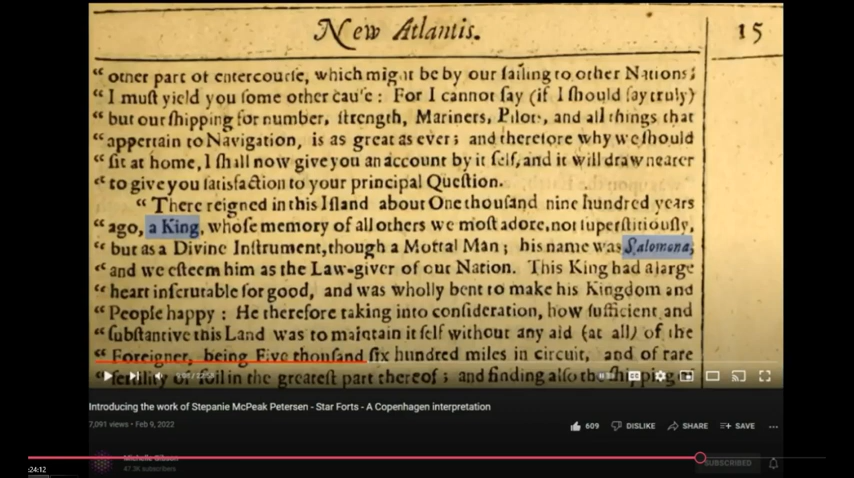 New Atlantis. 15
“ otner part ot entercourſe, which might be by our ſailing to other Nations;
“ I muſt yield you ſome other cauſe: For I cannot ſay (if I ſhould ſay truly)
“ but our ſhipping for number, ſtrength, Mariners, Pilots, and all things that
“ appertain to Navigation, is as great as ever; and therefore why we ſhould
“ ſit at home, I ſhall now give you an account by it ſelf, and it will draw nearer
“ to give you ſatisfaction to your principal Queſtion.
“ There reigned in this Iſland about One thouſand nine hundred years
“ ago, a King, whoſe memory of all others we moſt adore, not ſuperſtitiouſly,
“ but as a Divine Inſtrument, though a Mortal Man; his name was Salomona,
“ and we eſteem him as the Law-giver of our Nation. This King had a large
“ heart inſcrutable for good, and was wholly bent to make his Kingdom and
“ People happy: He therefore taking into conſideration, how ſufficient and
“ ſubſtantive this Land was to maintain it ſelf without any aid (at all) of the
“ Foreigner, being Five thouſand ſix hundred miles in circuit, and of rare
“ fertility of ſoil in the greateſt part thereof; and finding alſo the ſhipping
Introducing the work of Stepanie McPeak Petersen - Star Forts - A Copenhagen interpretation
7,091 views • Feb 9, 2022
609 DISLIKE SHARE SAVE ...
Michelle Gibson SUBSCRIBED
47.3K subscribers
:24:12